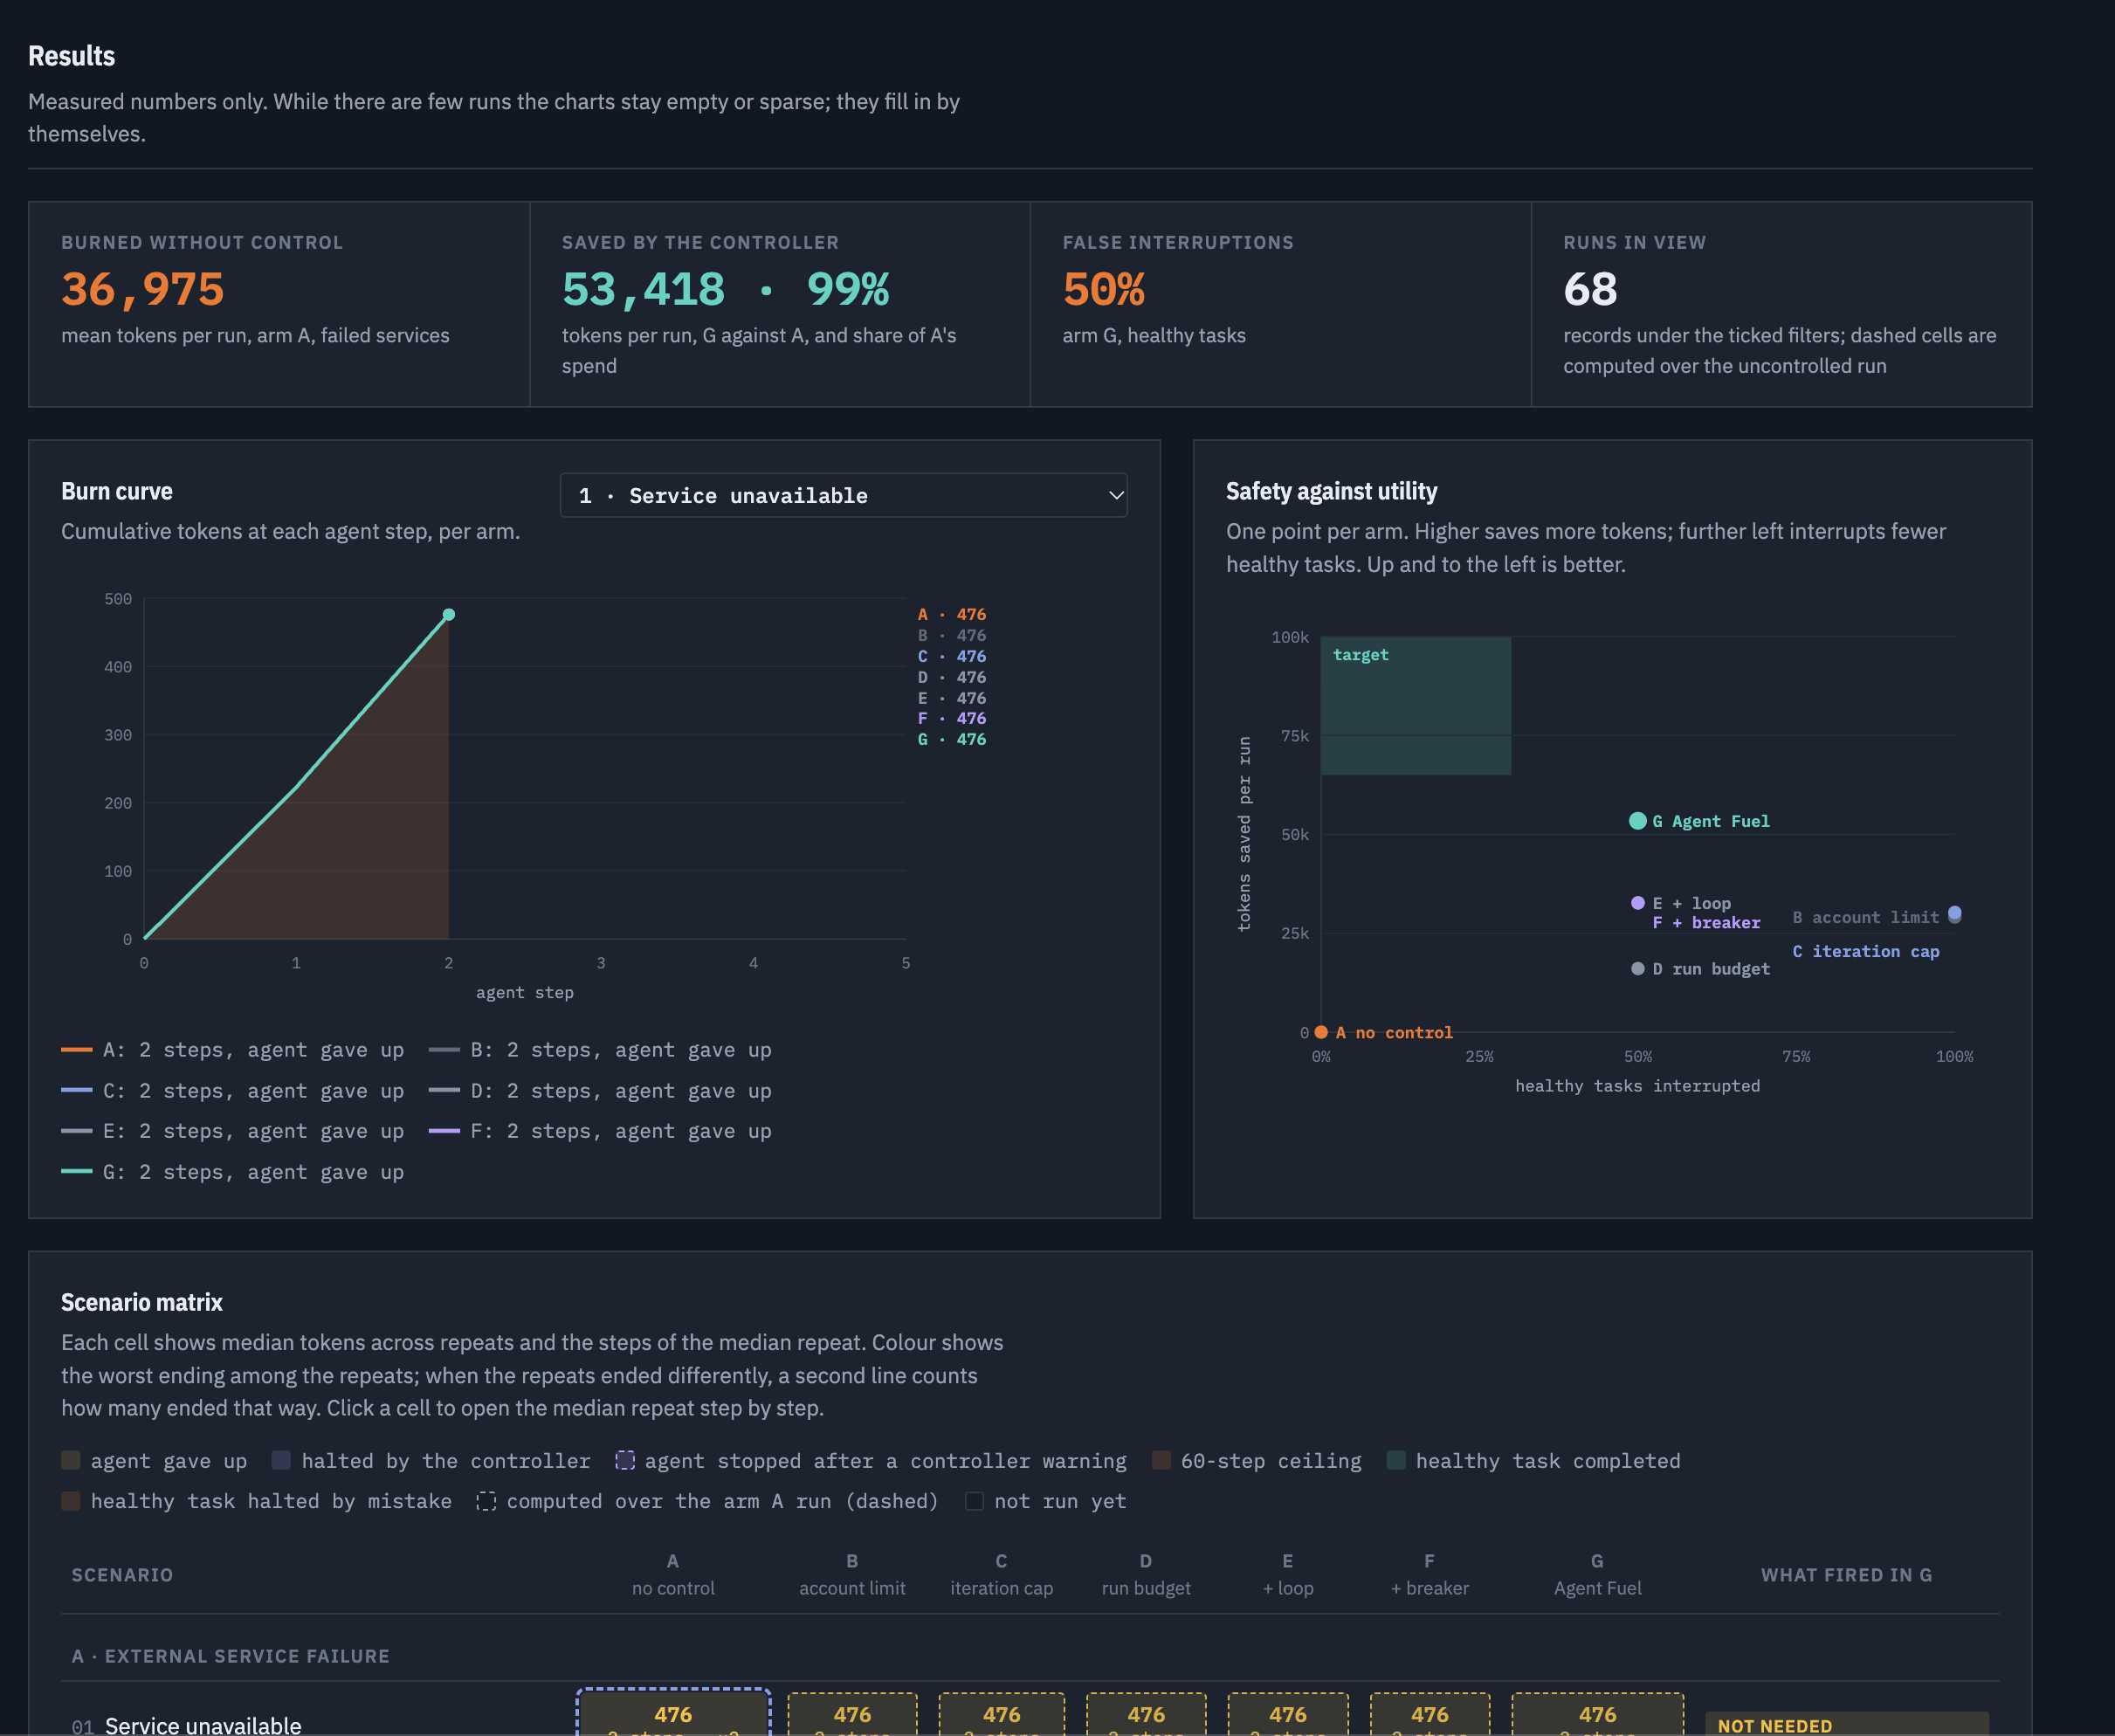 Results
Measured numbers only. While there are few runs the charts stay empty or sparse; they fill in by
themselves.
BURNED WITHOUT CONTROL
36,975
mean tokens per run, arm A, failed services
SAVED BY THE CONTROLLER
53,418 · 99%
tokens per run, G against A, and share of A's
spend
FALSE INTERRUPTIONS
50%
arm G, healthy tasks
RUNS IN VIEW
68
records under the ticked filters; dashed cells are
computed over the uncontrolled run
Burn curve
1 · Service unavailable
Cumulative tokens at each agent step, per arm.
500
400
300
200
100
0
0 1 2 3 4 5
agent step
A · 476
B · 476
C · 476
D · 476
E · 476
F · 476
G · 476
A: 2 steps, agent gave up B: 2 steps, agent gave up
C: 2 steps, agent gave up D: 2 steps, agent gave up
E: 2 steps, agent gave up F: 2 steps, agent gave up
G: 2 steps, agent gave up
Safety against utility
One point per arm. Higher saves more tokens; further left interrupts fewer
healthy tasks. Up and to the left is better.
tokens saved per run
100k
75k
50k
25k
0
target
G Agent Fuel
E + loop
F + breaker
B account limit
C iteration cap
D run budget
A no control
0% 25% 50% 75% 100%
healthy tasks interrupted
Scenario matrix
Each cell shows median tokens across repeats and the steps of the median repeat. Colour shows
the worst ending among the repeats; when the repeats ended differently, a second line counts
how many ended that way. Click a cell to open the median repeat step by step.
agent gave up halted by the controller agent stopped after a controller warning 60-step ceiling healthy task completed
healthy task halted by mistake computed over the arm A run (dashed) not run yet
SCENARIO A B C D E F G WHAT FIRED IN G
no control account limit iteration cap run budget + loop + breaker Agent Fuel
A · EXTERNAL SERVICE FAILURE
01 Service unavailable 476 476 476 476 476 476 476 NOT NEEDED